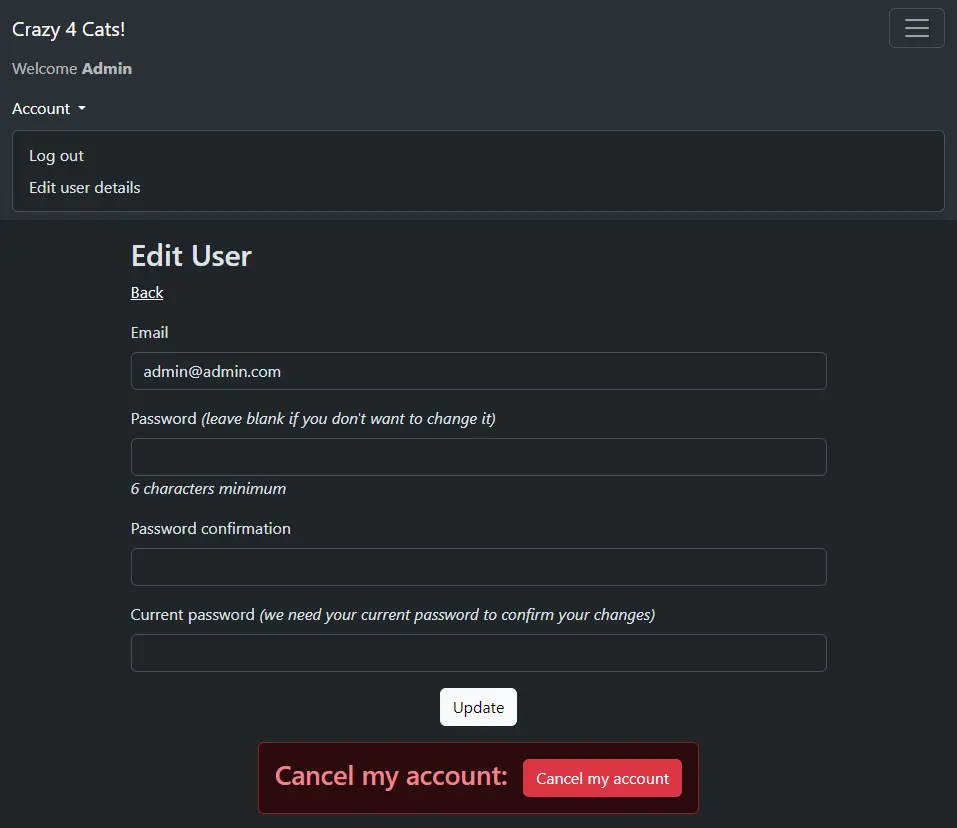 Crazy 4 Cats!
Welcome Admin
Account
Log out
Edit user details
Edit User
Back
Email
admin@admin.com
Password (leave blank if you don't want to change it)
6 characters minimum
Password confirmation
Current password (we need your current password to confirm your changes)
Update
Cancel my account: Cancel my account